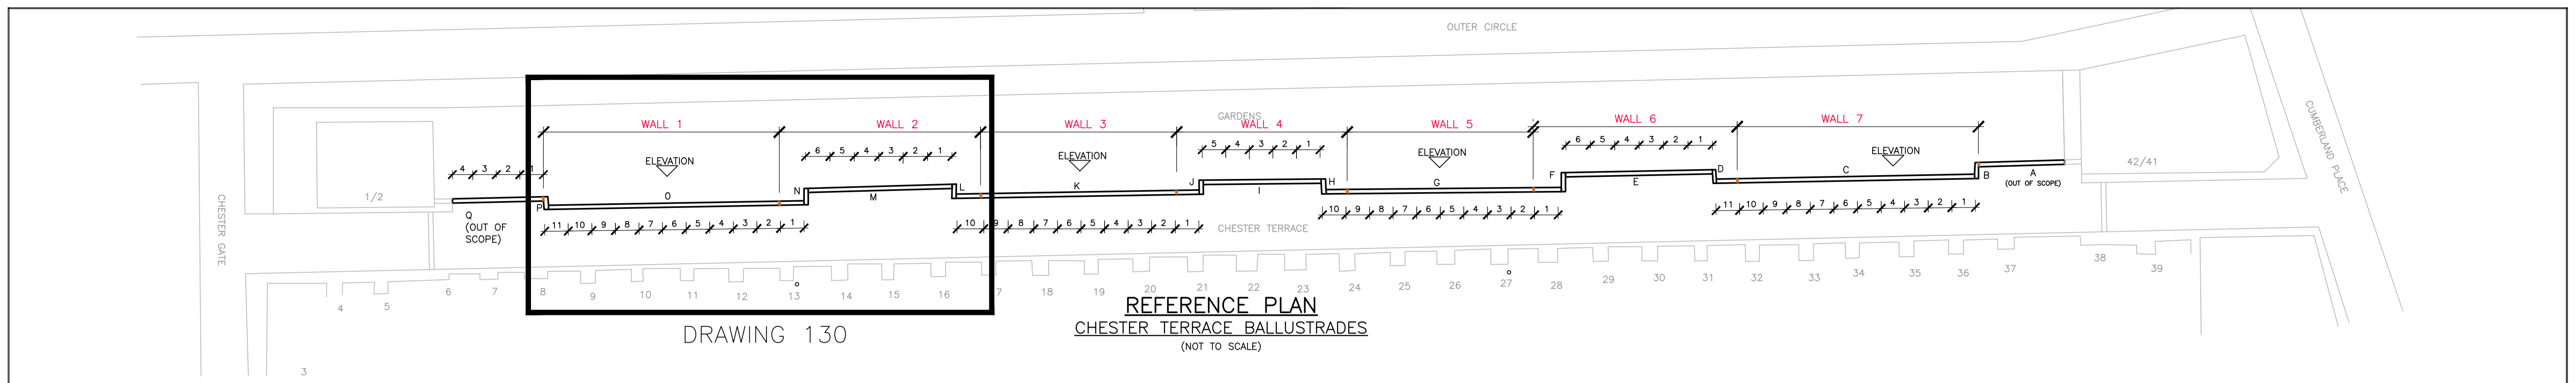 OUTER CIRCLE
CUMBERLAND PLACE
GARDENS
WALL 1
WALL 2
WALL 3
WALL 4
WALL 5
WALL 6
WALL 7
6 5 4 3 2 1
5 4 3 2 1
6 5 4 3 2 1
ELEVATION
ELEVATION
ELEVATION
ELEVATION
4 3 2 1
42/41
1/2
CHESTER GATE
Q
(OUT OF
SCOPE)
P
O
N
M
L
K
J
I
H
G
F
E
D
C
B
A
(OUT OF SCOPE)
11 10 9 8 7 6 5 4 3 2 1
10 9 8 7 6 5 4 3 2 1
10 9 8 7 6 5 4 3 2 1
11 10 9 8 7 6 5 4 3 2 1
CHESTER TERRACE
3
4
5
6
7
8
9
10
11
12
13
14
15
16
17
18
19
20
21
22
23
24
25
26
27
28
29
30
31
32
33
34
35
36
37
38
39
DRAWING 130
REFERENCE PLAN
CHESTER TERRACE BALLUSTRADES
(NOT TO SCALE)